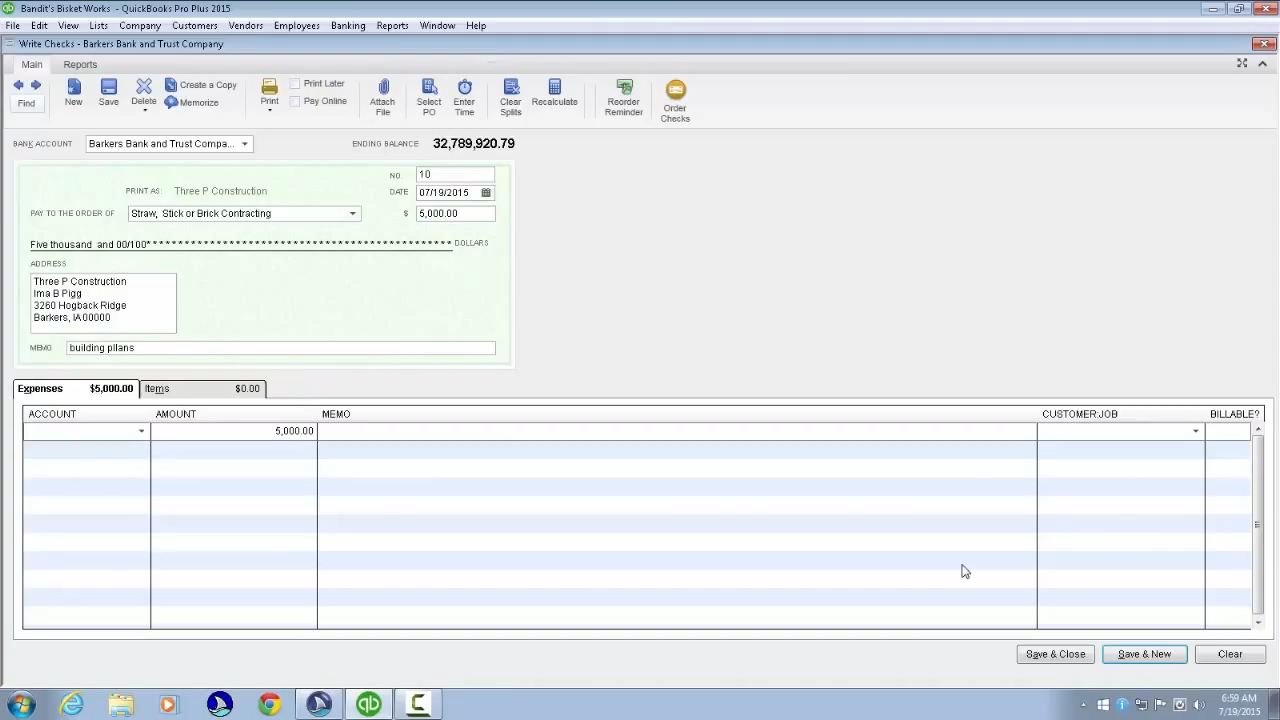 Bandit's Bisket Works - QuickBooks Pro Plus 2015
File Edit View Lists Company Customers Vendors Employees Banking Reports Window Help
Write Checks - Barkers Bank and Trust Company
Main Reports
Find New Save Delete Create a Copy Memorize Print Print Later Pay Online Attach File Select PO Enter Time Clear Splits Recalculate Reorder Reminder Order Checks
BANK ACCOUNT Barkers Bank and Trust Compa... ENDING BALANCE 32,789,920.79
NO. 10
PRINT AS: Three P Construction DATE 07/19/2015
PAY TO THE ORDER OF Straw, Stick or Brick Contracting $ 5,000.00
Five thousand and 00/100************************************************ DOLLARS
ADDRESS
Three P Construction
Ima B Pigg
3260 Hogback Ridge
Barkers, IA 00000
MEMO building pllans
Expenses $5,000.00 Items $0.00
ACCOUNT AMOUNT MEMO CUSTOMER:JOB BILLABLE?
5,000.00
Save & Close Save & New Clear
6:59 AM
7/19/2015